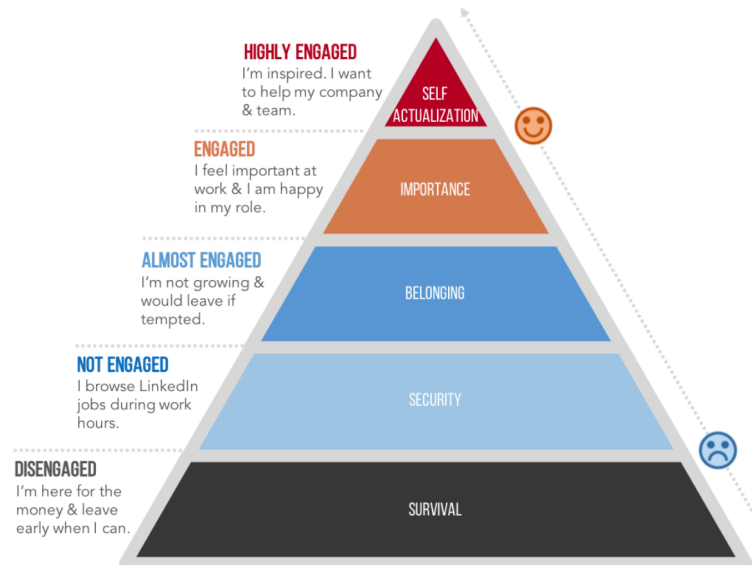 HIGHLY ENGAGED
I'm inspired. I want
to help my company
& team.
SELF
ACTUALIZATION
ENGAGED
I feel important at
work & I am happy
in my role.
IMPORTANCE
ALMOST ENGAGED
I'm not growing &
would leave if
tempted.
BELONGING
NOT ENGAGED
I browse LinkedIn
jobs during work
hours.
SECURITY
DISENGAGED
I'm here for the
money & leave
early when I can.
SURVIVAL